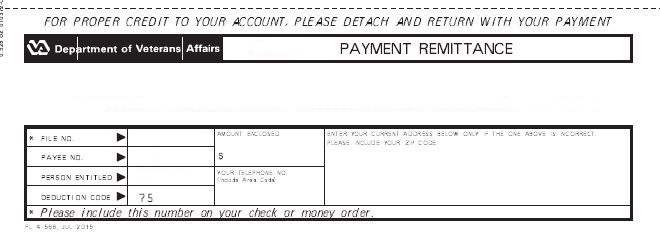 FOR PROPER CREDIT TO YOUR ACCOUNT, PLEASE DETACH AND RETURN WITH YOUR PAYMENT
VA Department of Veterans Affairs
PAYMENT REMITTANCE
* FILE NO.
PAYEE NO.
PERSON ENTITLED
DEDUCTION CODE 75
AMOUNT ENCLOSED
$
YOUR TELEPHONE NO.
(Include Area Code)
ENTER YOUR CURRENT ADDRESS BELOW ONLY IF THE ONE ABOVE IS INCORRECT.
PLEASE INCLUDE YOUR ZIP CODE
* Please include this number on your check or money order.
FL 4-566, JUL 2015